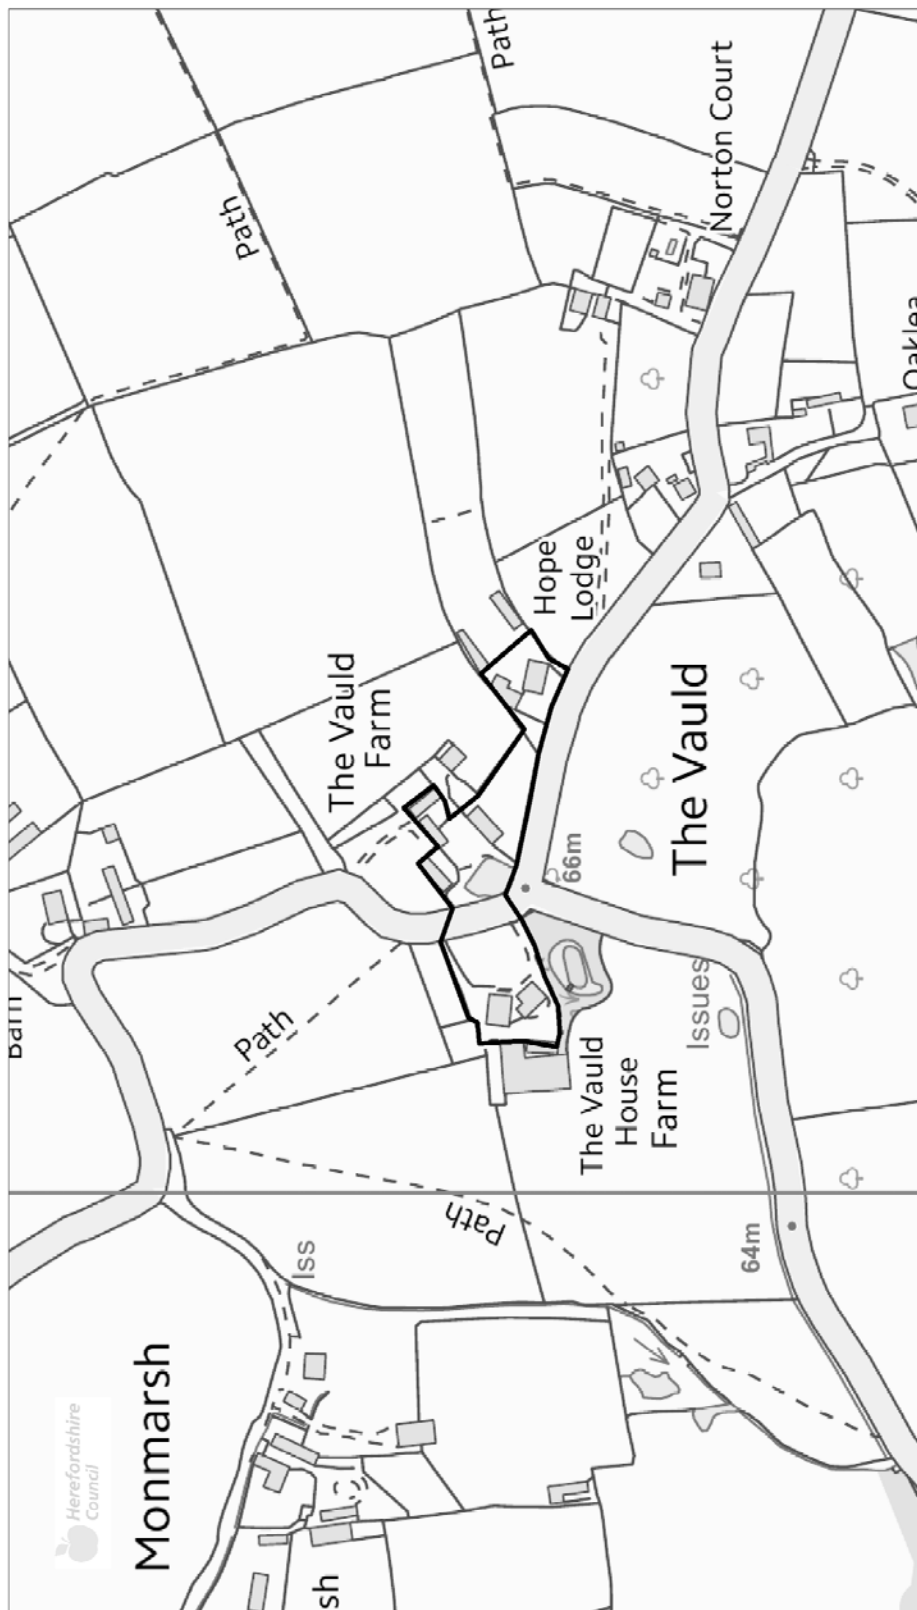 Herefordshire
Council
Monmarsh
sh
Iss
Path
64m
Path
Barn
The Vauld
House
Farm
Issues
66m
The Vauld
Farm
The Vauld
Hope
Lodge
Path
Path
Norton Court
Oaklea